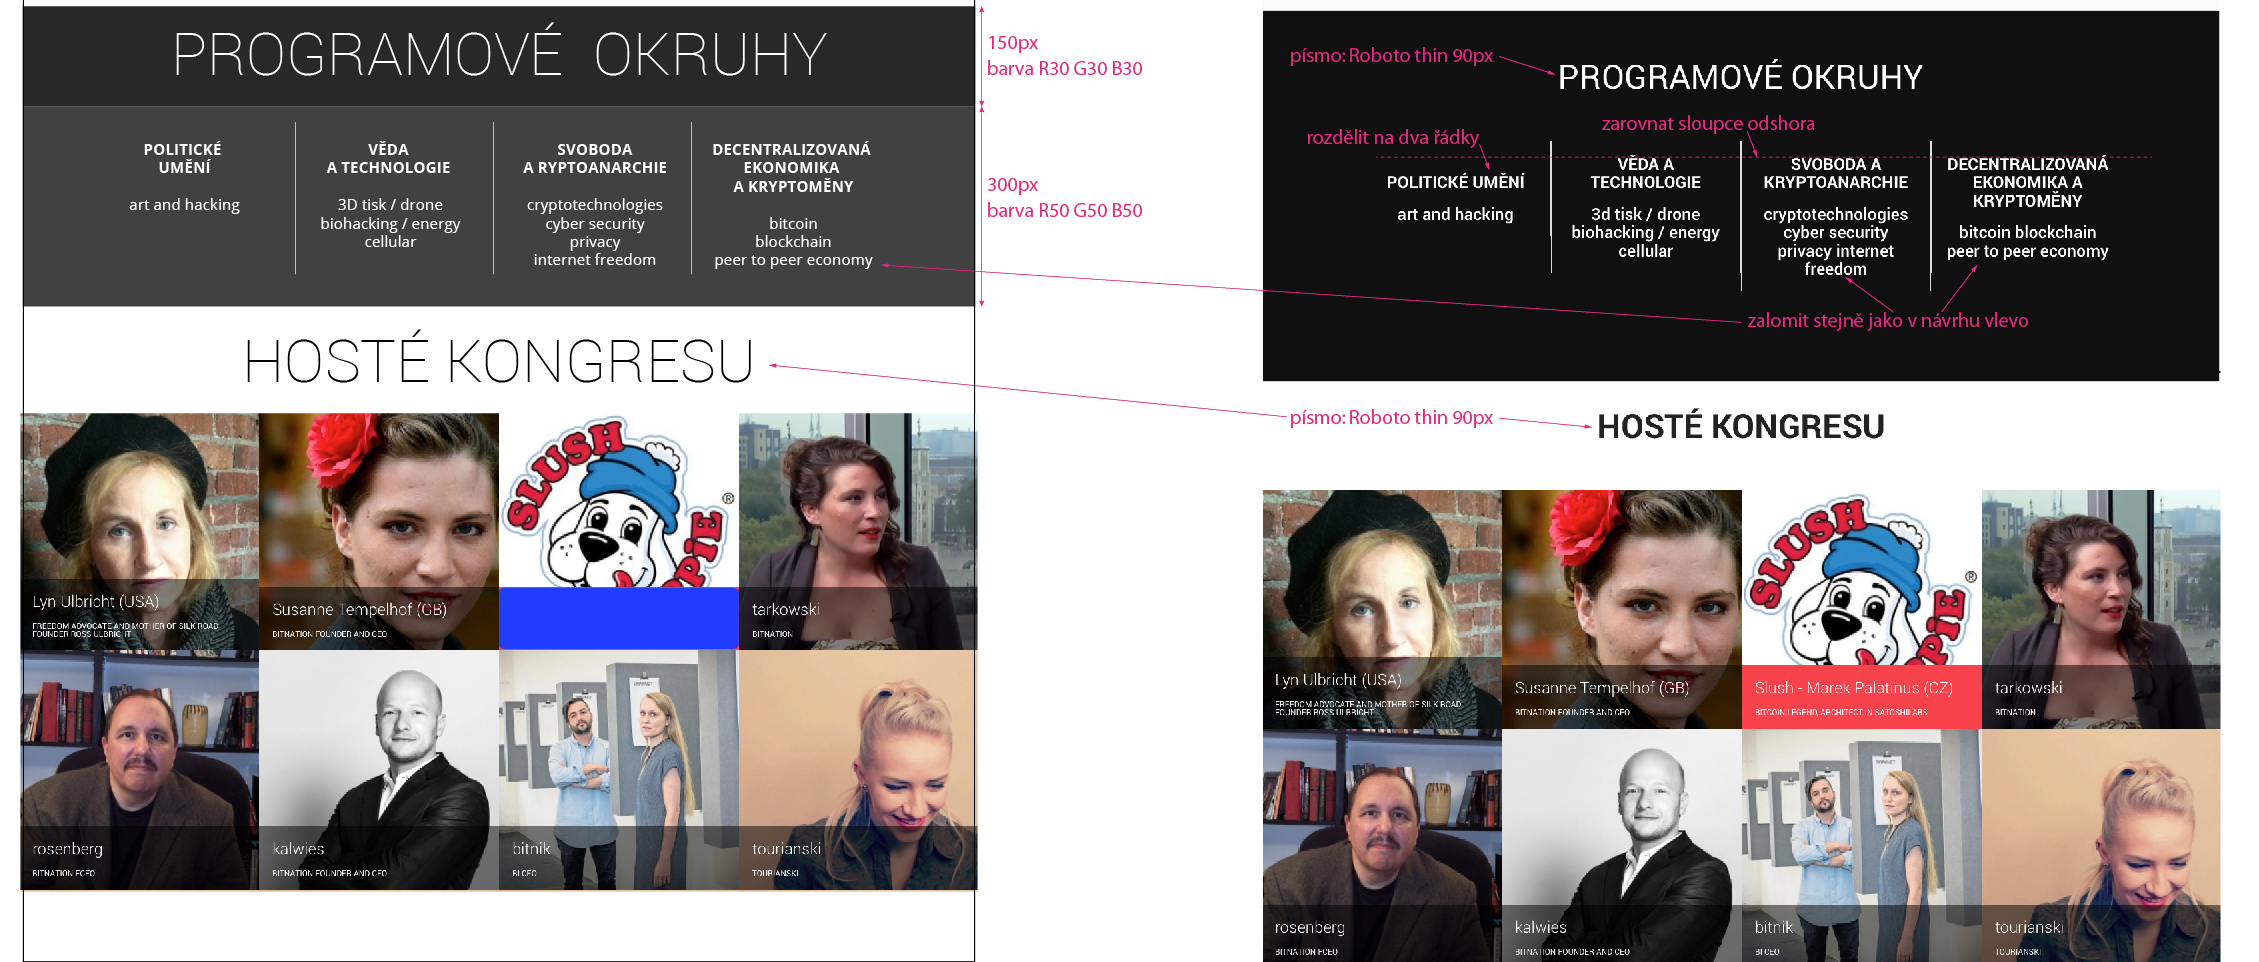 PROGRAMOVÉ OKRUHY
150px
barva R30 G30 B30
POLITICKÉ
UMĚNÍ
art and hacking
VĚDA
A TECHNOLOGIE
3D tisk / drone
biohacking / energy
cellular
SVOBODA
A RYPTOANARCHIE
cryptotechnologies
cyber security
privacy
internet freedom
DECENTRALIZOVANÁ
EKONOMIKA
A KRYPTOMĚNY
bitcoin
blockchain
peer to peer economy
300px
barva R50 G50 B50
HOSTÉ KONGRESU
SLUSH
PIE
®
Lyn Ulbricht (USA)
FREEDOM ADVOCATE AND MOTHER OF SILK ROAD
FOUNDER ROSS ULBRICHT
Susanne Tempelhof (GB)
BITNATION FOUNDER AND CEO
tarkowski
BITNATION
rosenberg
BITNATION FCEO
kalwies
BITNATION FOUNDER AND CEO
bitnik
BI CEO
tourianski
TOURIANSKI
písmo: Roboto thin 90px
PROGRAMOVÉ OKRUHY
zarovnat sloupce odshora
rozdělit na dva řádky
POLITICKÉ UMĚNÍ
art and hacking
VĚDA A
TECHNOLOGIE
3d tisk / drone
biohacking / energy
cellular
SVOBODA A
KRYPTOANARCHIE
cryptotechnologies
cyber security
privacy internet
freedom
DECENTRALIZOVANÁ
EKONOMIKA A
KRYPTOMĚNY
bitcoin blockchain
peer to peer economy
zalomit stejně jako v návrhu vlevo
písmo: Roboto thin 90px
HOSTÉ KONGRESU
SLUSH
PIE
®
Lyn Ulbricht (USA)
FREEDOM ADVOCATE AND MOTHER OF SILK ROAD
FOUNDER ROSS ULBRICHT
Susanne Tempelhof (GB)
BITNATION FOUNDER AND CEO
Slush - Marek Palatinus (CZ)
BITCOIN LEGEND, ARCHITECT IN SATOSHILABS
tarkowski
BITNATION
rosenberg
BITNATION FCEO
kalwies
BITNATION FOUNDER AND CEO
bitnik
BI CEO
tourianski
TOURIANSKI